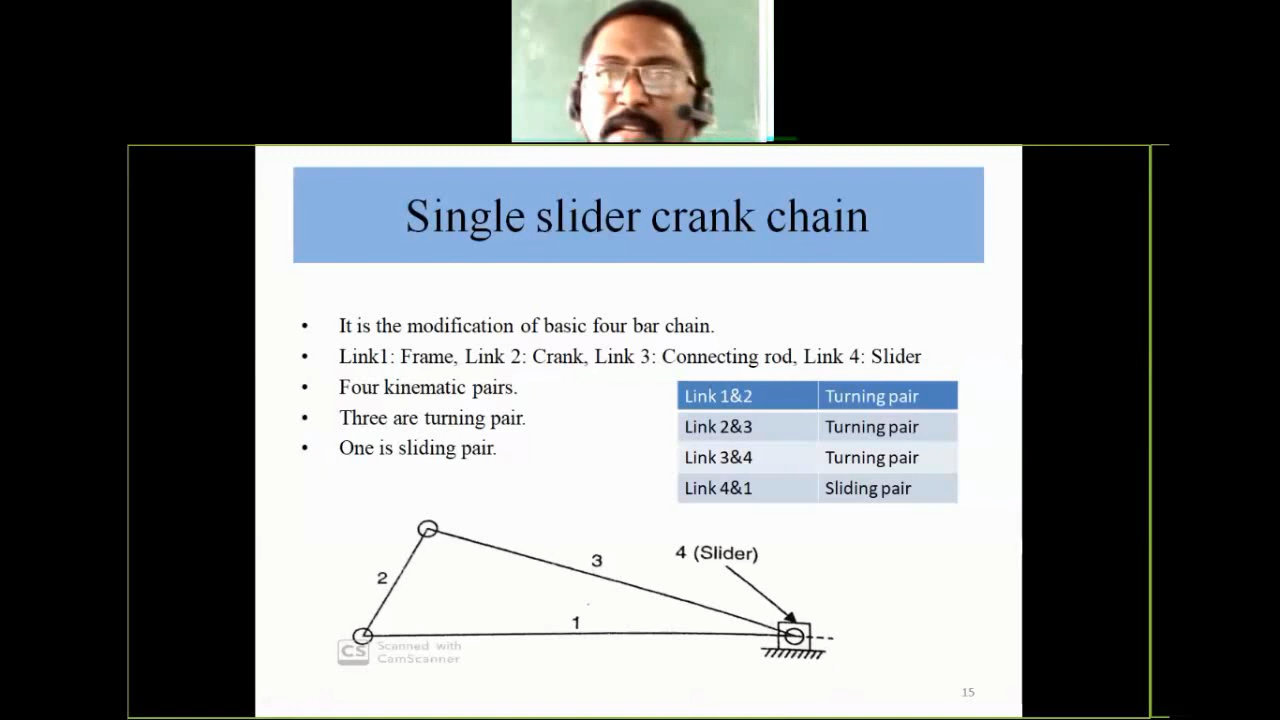 Single slider crank chain
• It is the modification of basic four bar chain.
• Link1: Frame, Link 2: Crank, Link 3: Connecting rod, Link 4: Slider
• Four kinematic pairs.
• Three are turning pair.
• One is sliding pair.
Link 1&2 Turning pair
Link 2&3 Turning pair
Link 3&4 Turning pair
Link 4&1 Sliding pair
4 (Slider)
3
2
1
CS Scanned with
CamScanner
15